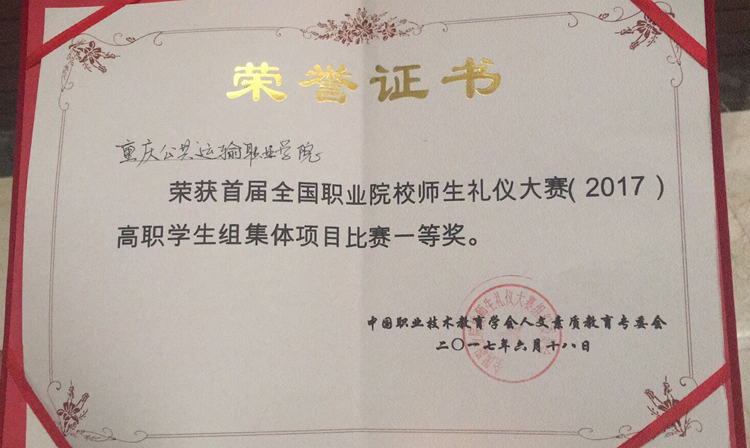 荣誉证书
重庆公共运输职业学院
荣获首届全国职业院校师生礼仪大赛(2017)
高职学生组集体项目比赛一等奖。
中国职业技术教育学会人文素质教育专委会
二〇一七年六月十八日